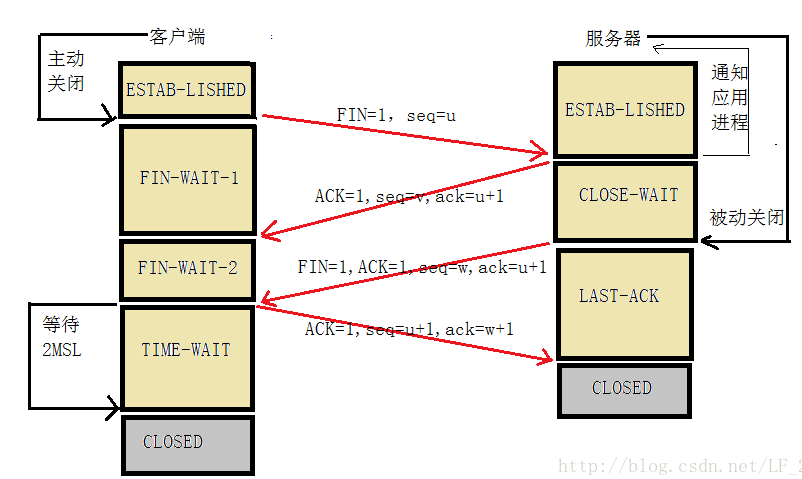 客户端
服务器
主动
关闭
ESTAB-LISHED
通知
应用
进程
ESTAB-LISHED
FIN=1, seq=u
FIN-WAIT-1
ACK=1,seq=v,ack=u+1
CLOSE-WAIT
被动关闭
FIN-WAIT-2
FIN=1,ACK=1,seq=w,ack=u+1
LAST-ACK
等待
2MSL
TIME-WAIT
ACK=1,seq=u+1,ack=w+1
CLOSED
CLOSED
http://blog.csdn.net/LF_2